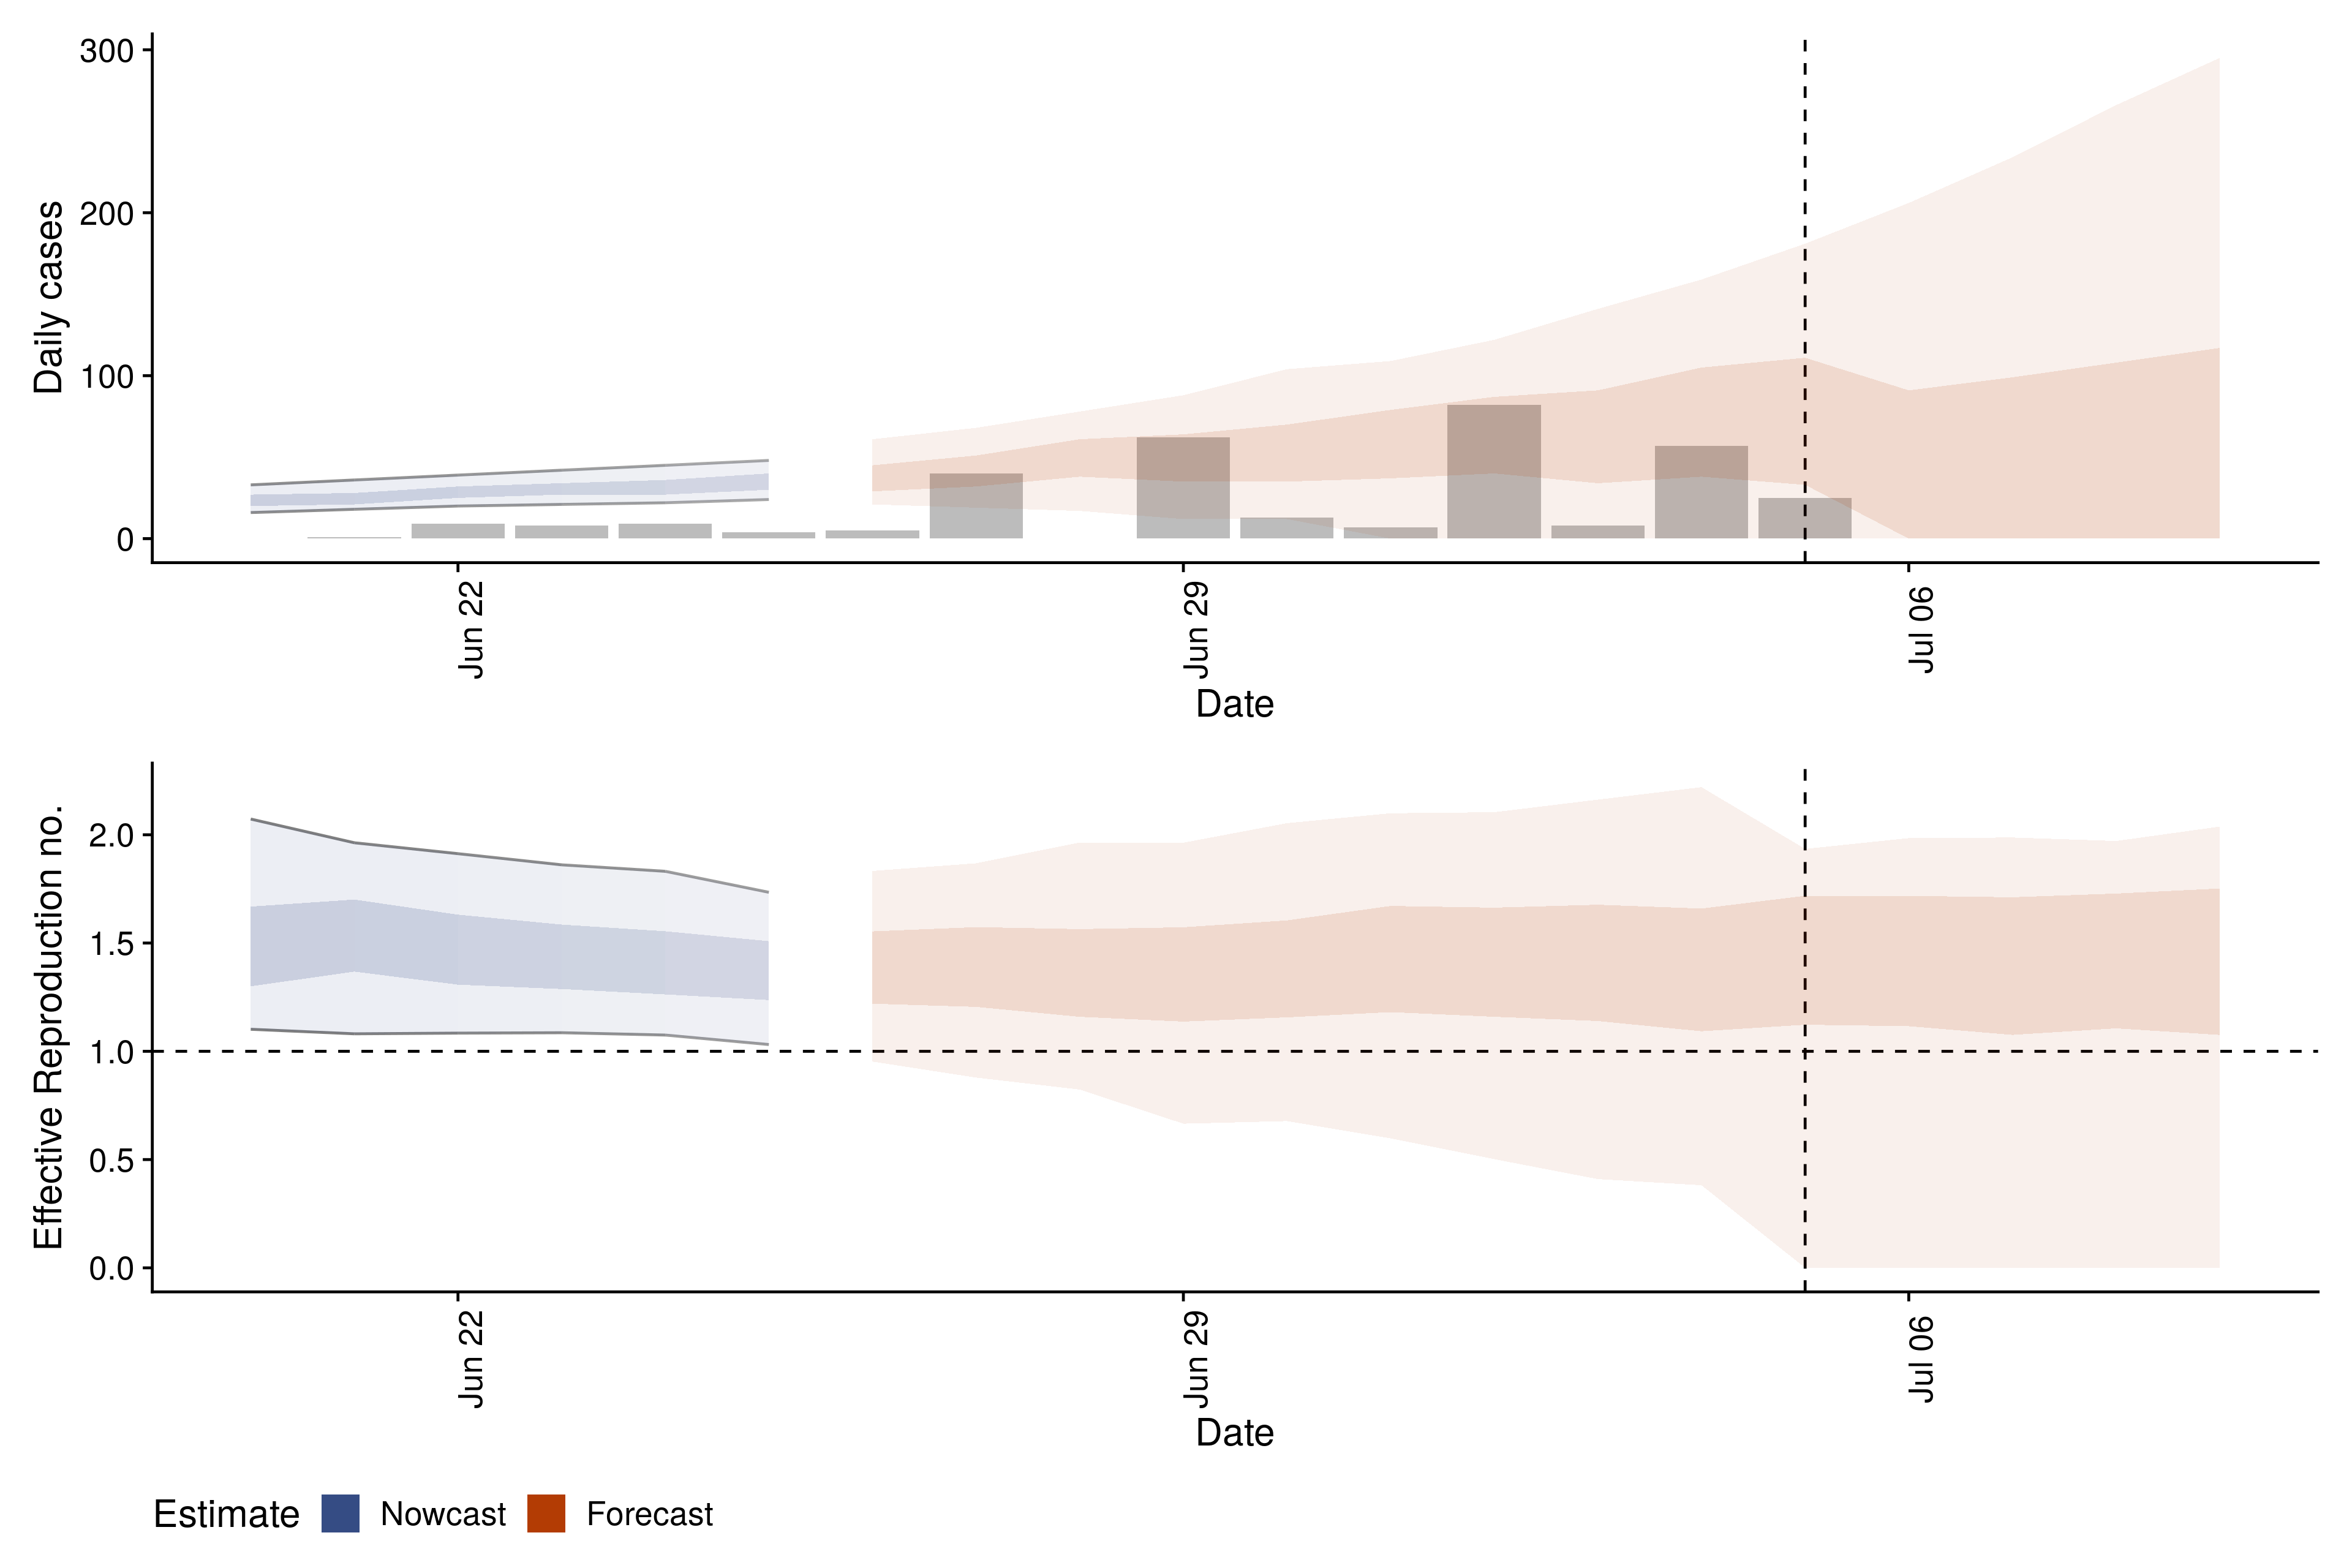 300
200
100
0
Daily cases
Jun 22
Jun 29
Jul 06
Date
2.0
1.5
1.0
0.5
0.0
Effective Reproduction no.
Jun 22
Jun 29
Jul 06
Date
Estimate Nowcast Forecast